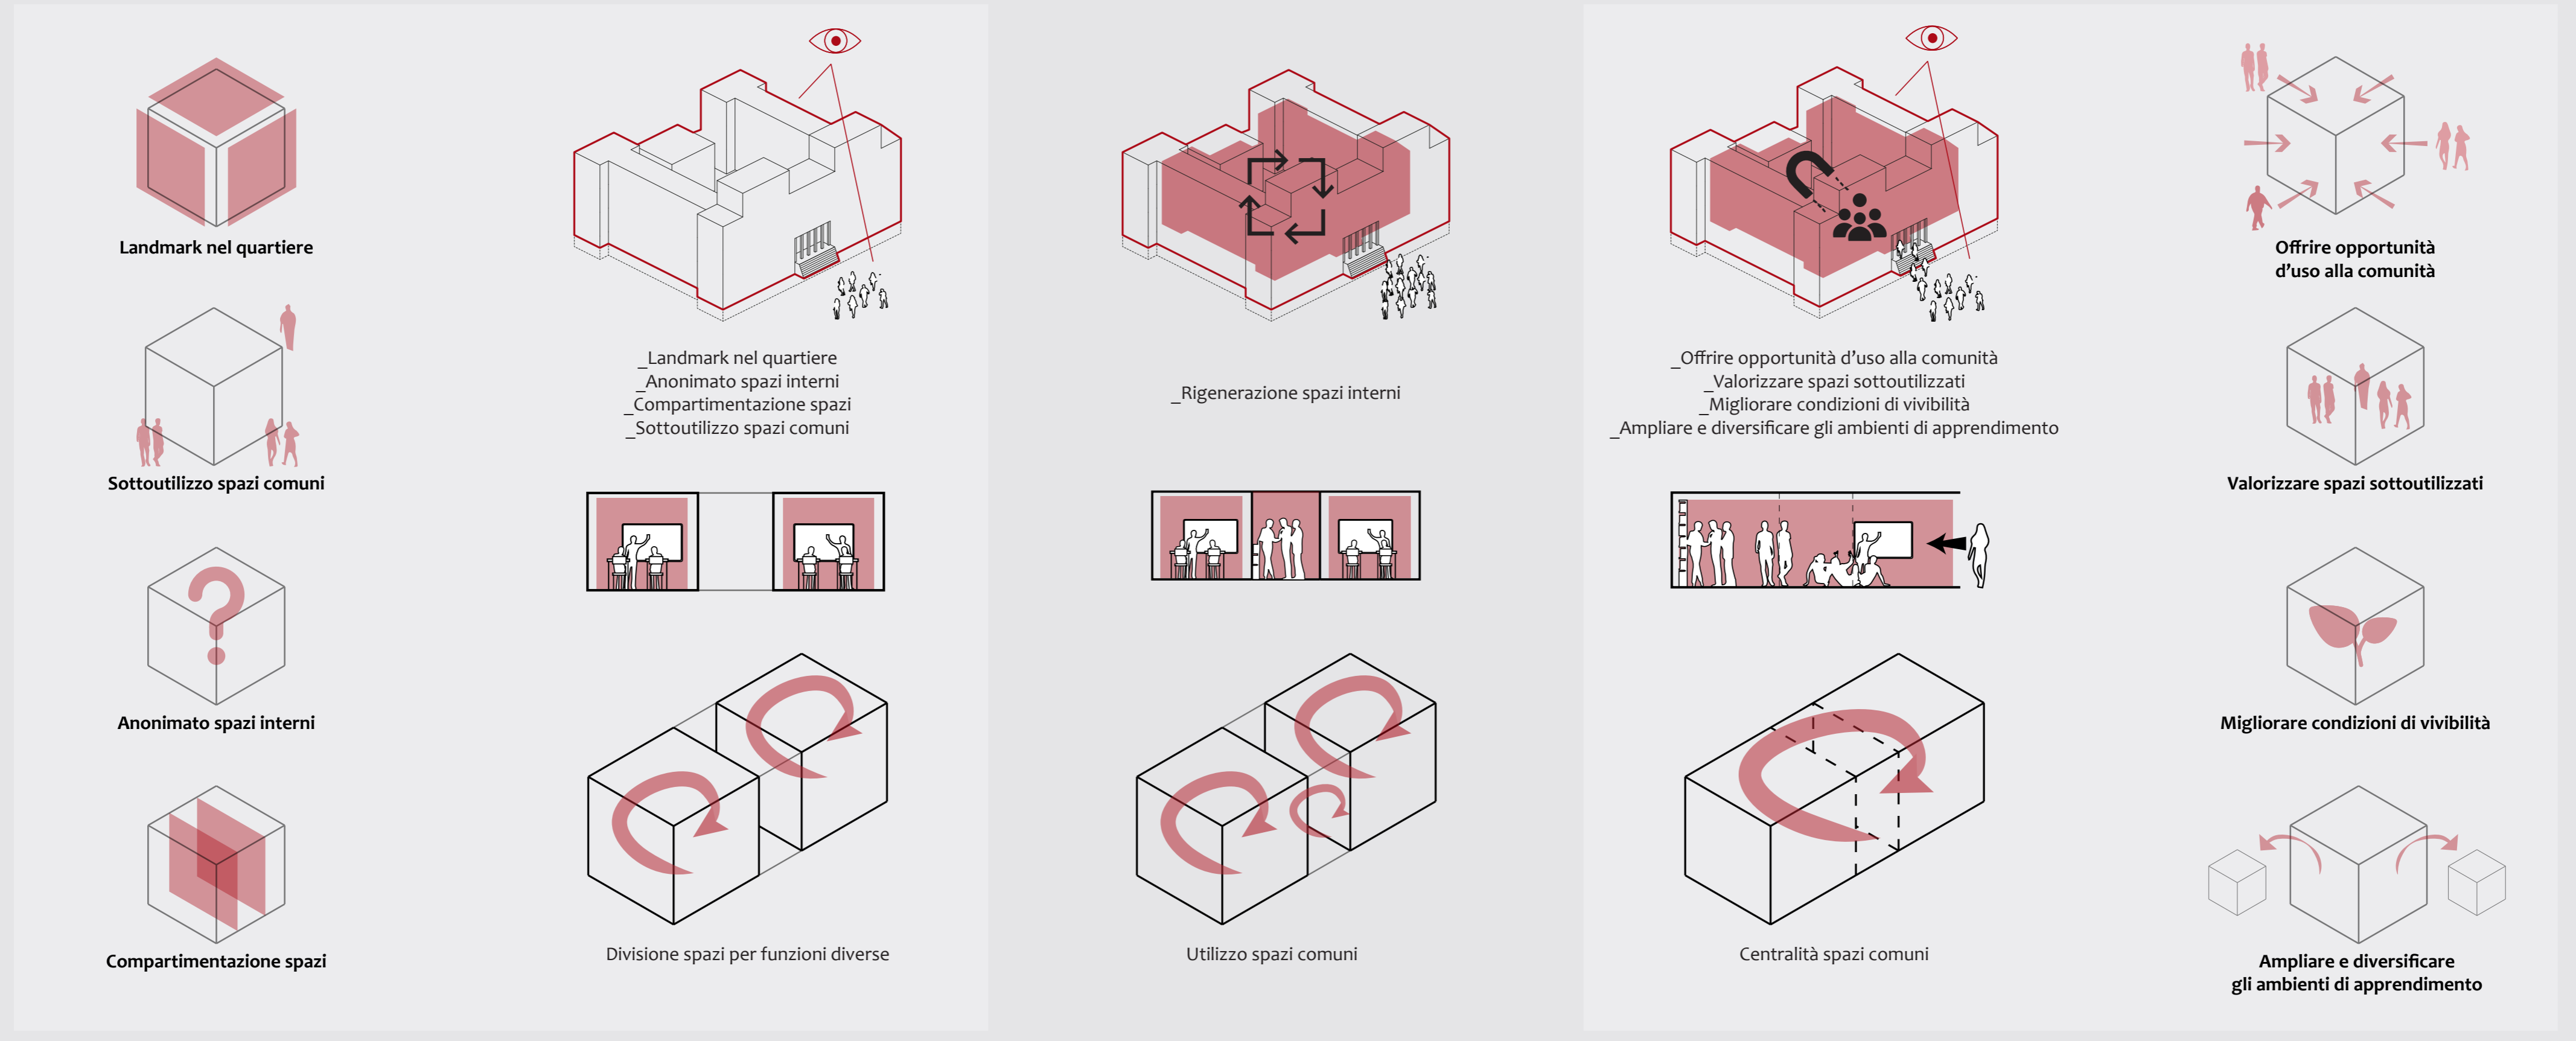 Landmark nel quartiere
Sottoutilizzo spazi comuni
Anonimato spazi interni
Compartimentazione spazi
_Landmark nel quartiere
_Anonimato spazi interni
_Compartimentazione spazi
_Sottoutilizzo spazi comuni
Divisione spazi per funzioni diverse
_Rigenerazione spazi interni
Utilizzo spazi comuni
_Offrire opportunità d’uso alla comunità
_Valorizzare spazi sottoutilizzati
_Migliorare condizioni di vivibilità
_Ampliare e diversificare gli ambienti di apprendimento
Centralità spazi comuni
Offrire opportunità
d’uso alla comunità
Valorizzare spazi sottoutilizzati
Migliorare condizioni di vivibilità
Ampliare e diversificare
gli ambienti di apprendimento